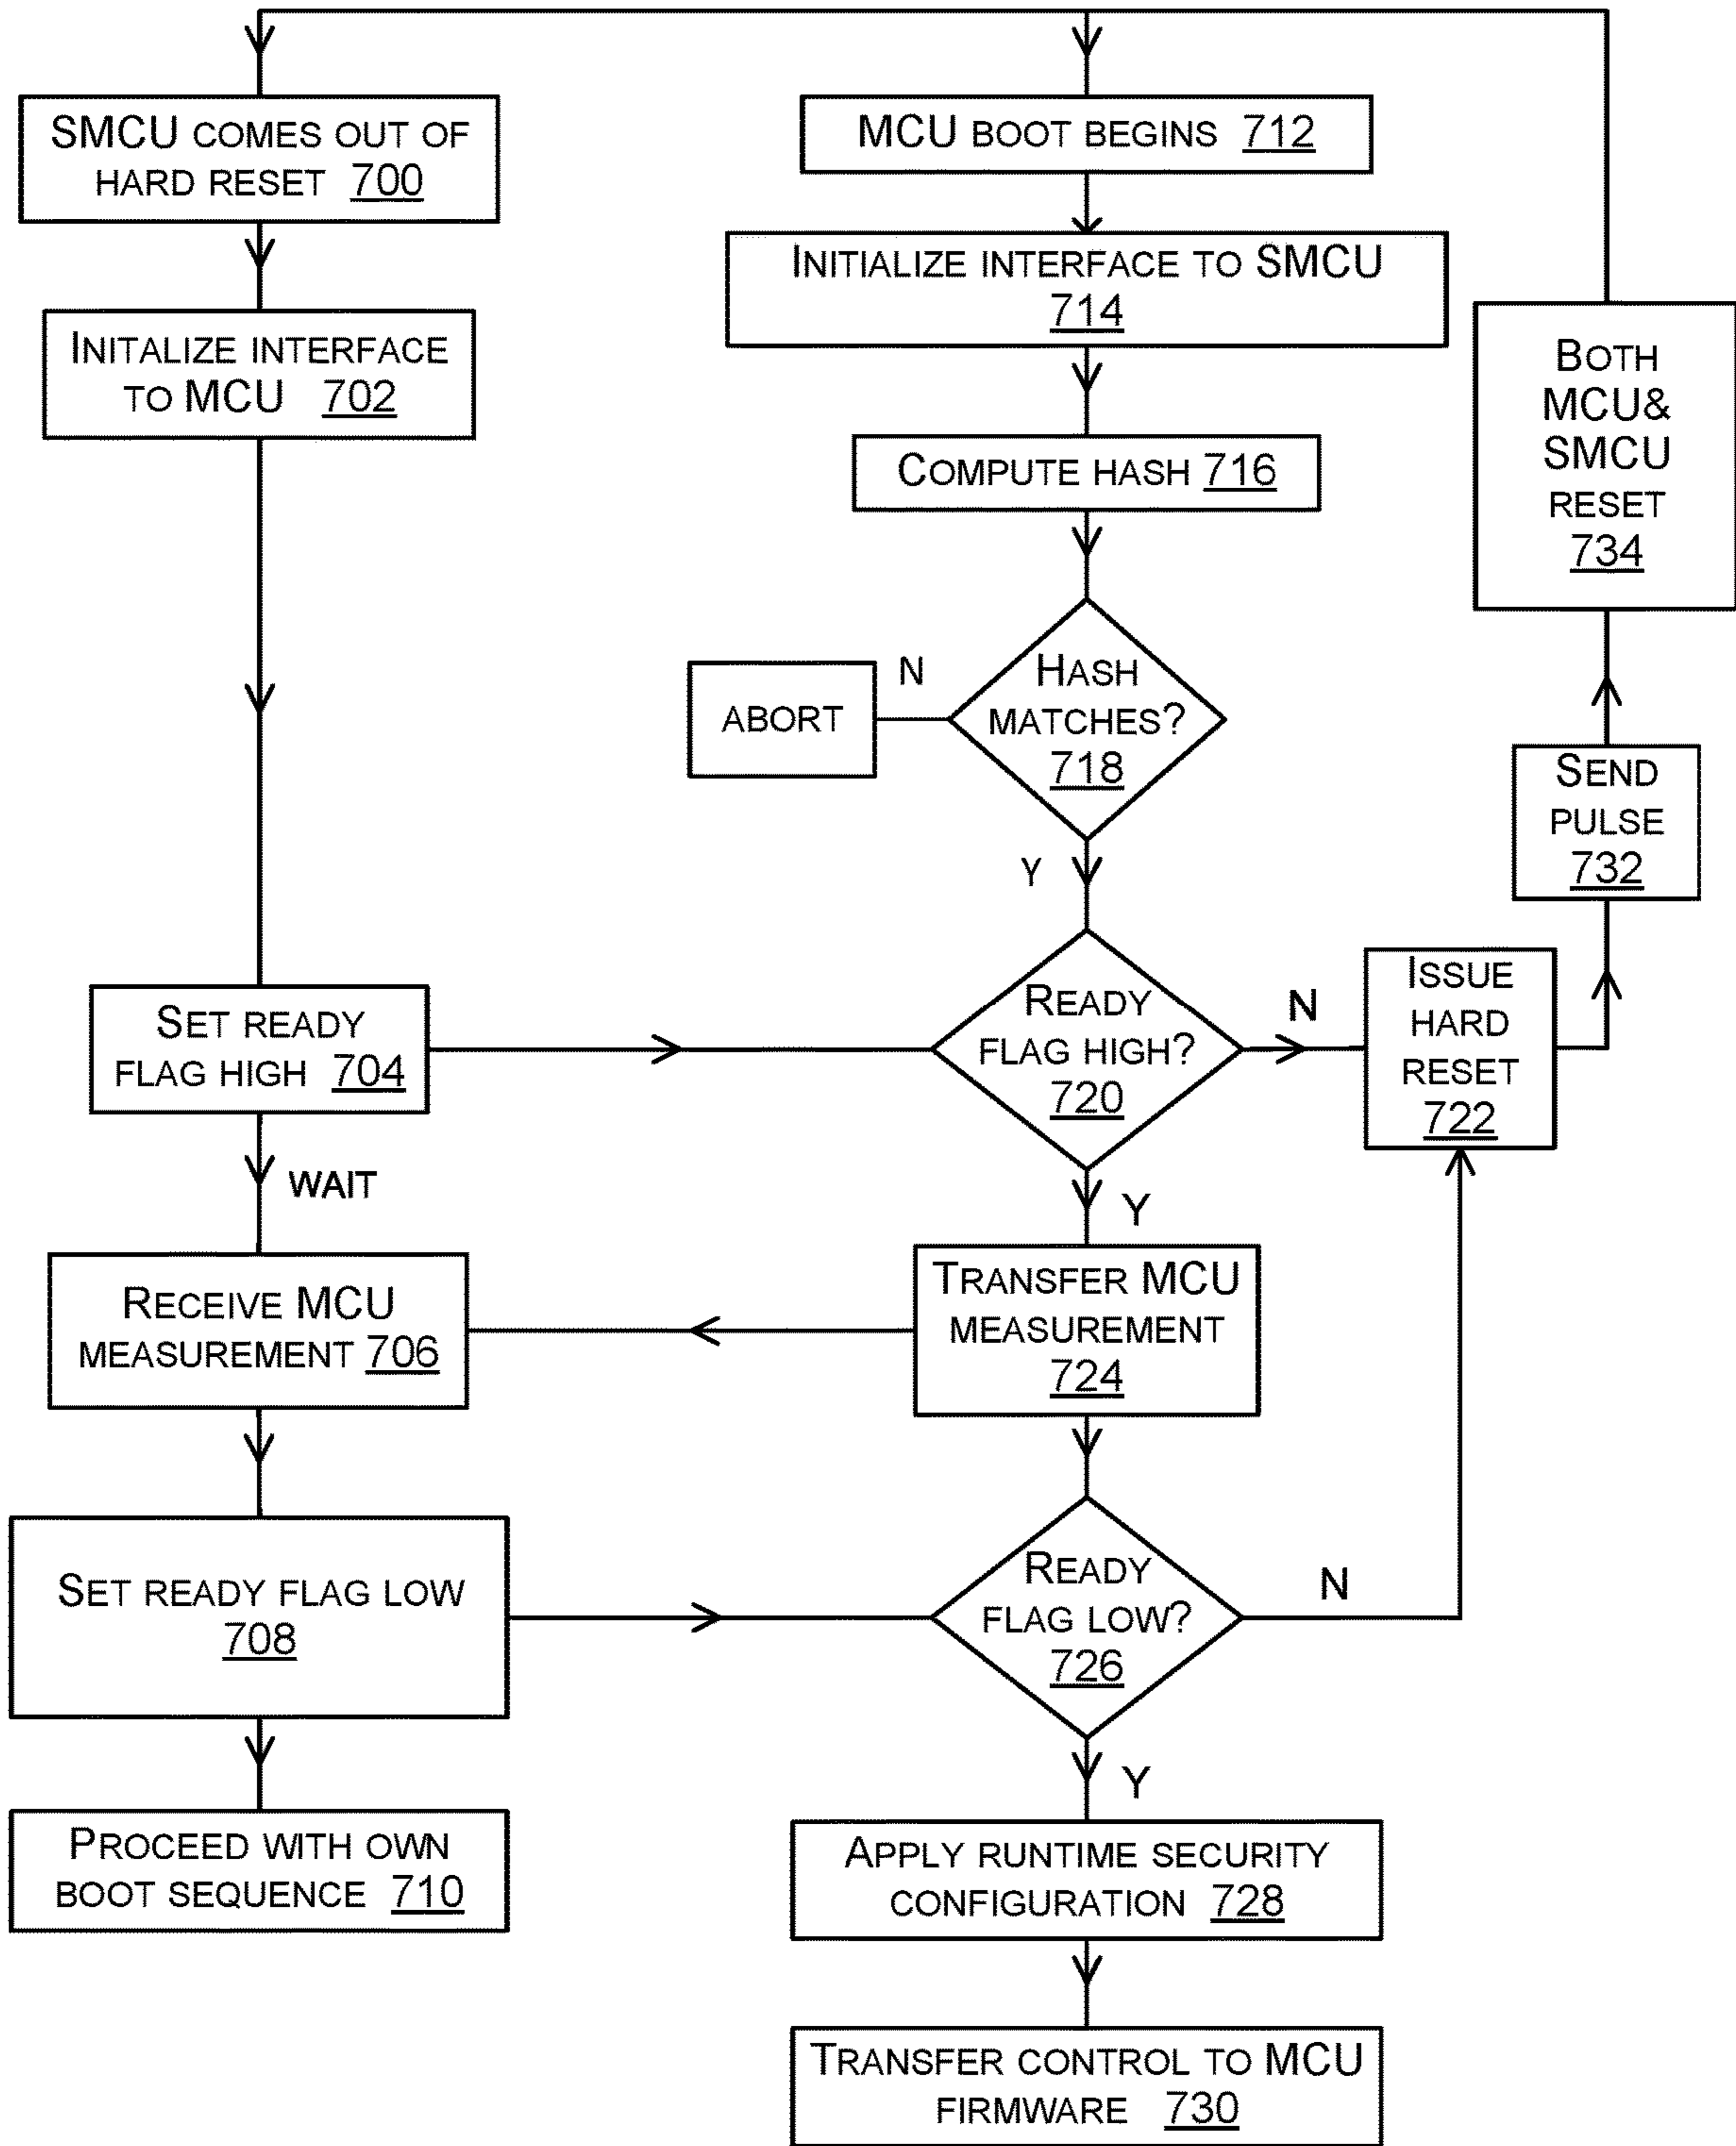 SMCU COMES OUT OF
HARD RESET 700
INITALIZE INTERFACE
TO MCU 702
SET READY
FLAG HIGH 704
WAIT
RECEIVE MCU
MEASUREMENT 706
SET READY FLAG LOW
708
PROCEED WITH OWN
BOOT SEQUENCE 710
MCU BOOT BEGINS 712
INITIALIZE INTERFACE TO SMCU
714
COMPUTE HASH 716
HASH
MATCHES?
718
N
ABORT
Y
READY
FLAG HIGH?
720
N
Y
TRANSFER MCU
MEASUREMENT
724
READY
FLAG LOW?
726
N
Y
APPLY RUNTIME SECURITY
CONFIGURATION 728
TRANSFER CONTROL TO MCU
FIRMWARE 730
ISSUE
HARD
RESET
722
SEND
PULSE
732
BOTH
MCU&
SMCU
RESET
734